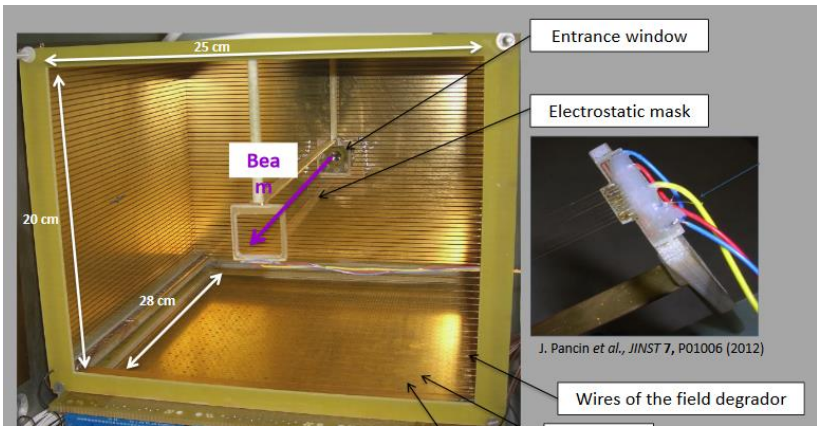 25 cm
Entrance window
Electrostatic mask
Bea
m
20 cm
28 cm
J. Pancin et al., JINST 7, P01006 (2012)
Wires of the field degrador